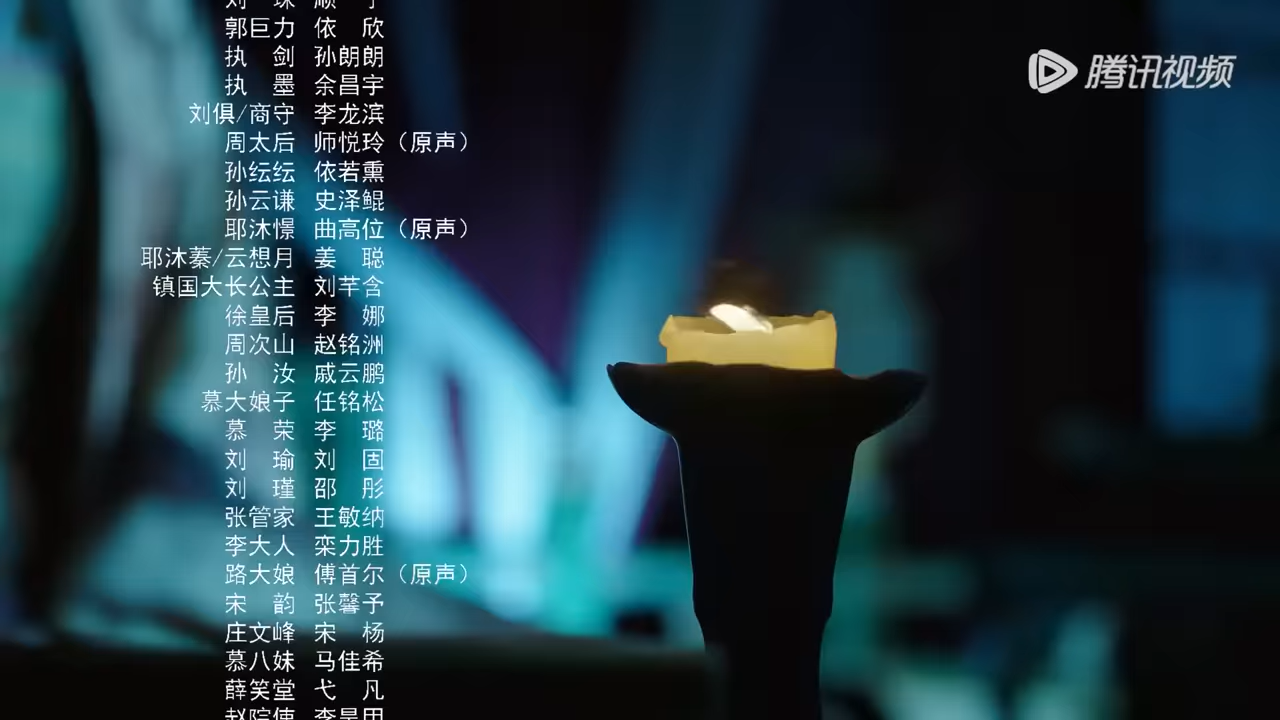 郭巨力 依 欣
执 剑 孙朗朗
执 墨 余昌宇
腾讯视频
刘俱/商守 李龙滨
周太后 师悦玲（原声）
孙纭纭 依若熏
孙云谦 史泽鲲
耶沐憬 曲高位（原声）
耶沐蓁/云想月 姜 聪
镇国大长公主 刘芊含
徐皇后 李 娜
周次山 赵铭洲
孙 汝 戚云鹏
慕大娘子 任铭松
慕 荣 李 璐
刘 瑜 刘 固
刘 瑾 邵 彤
张管家 王敏纳
李大人 栾力胜
路大娘 傅首尔（原声）
宋 韵 张馨予
庄文峰 宋 杨
慕八妹 马佳希
薛笑堂 弋 凡